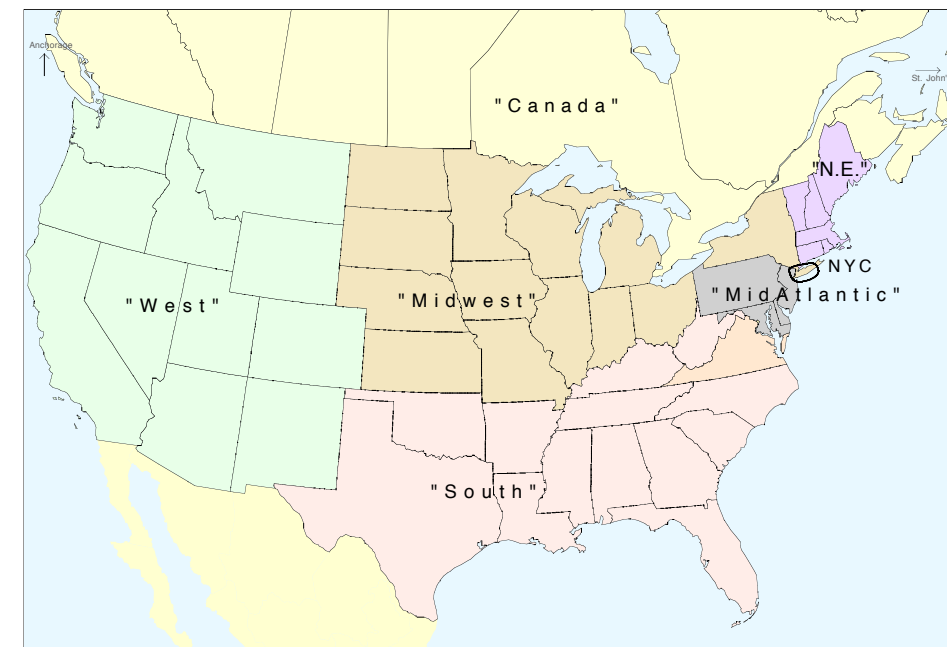 Anchorage
St. John'
"Canada"
"N.E."
NYC
"MidAtlantic"
"West"
"Midwest"
"South"